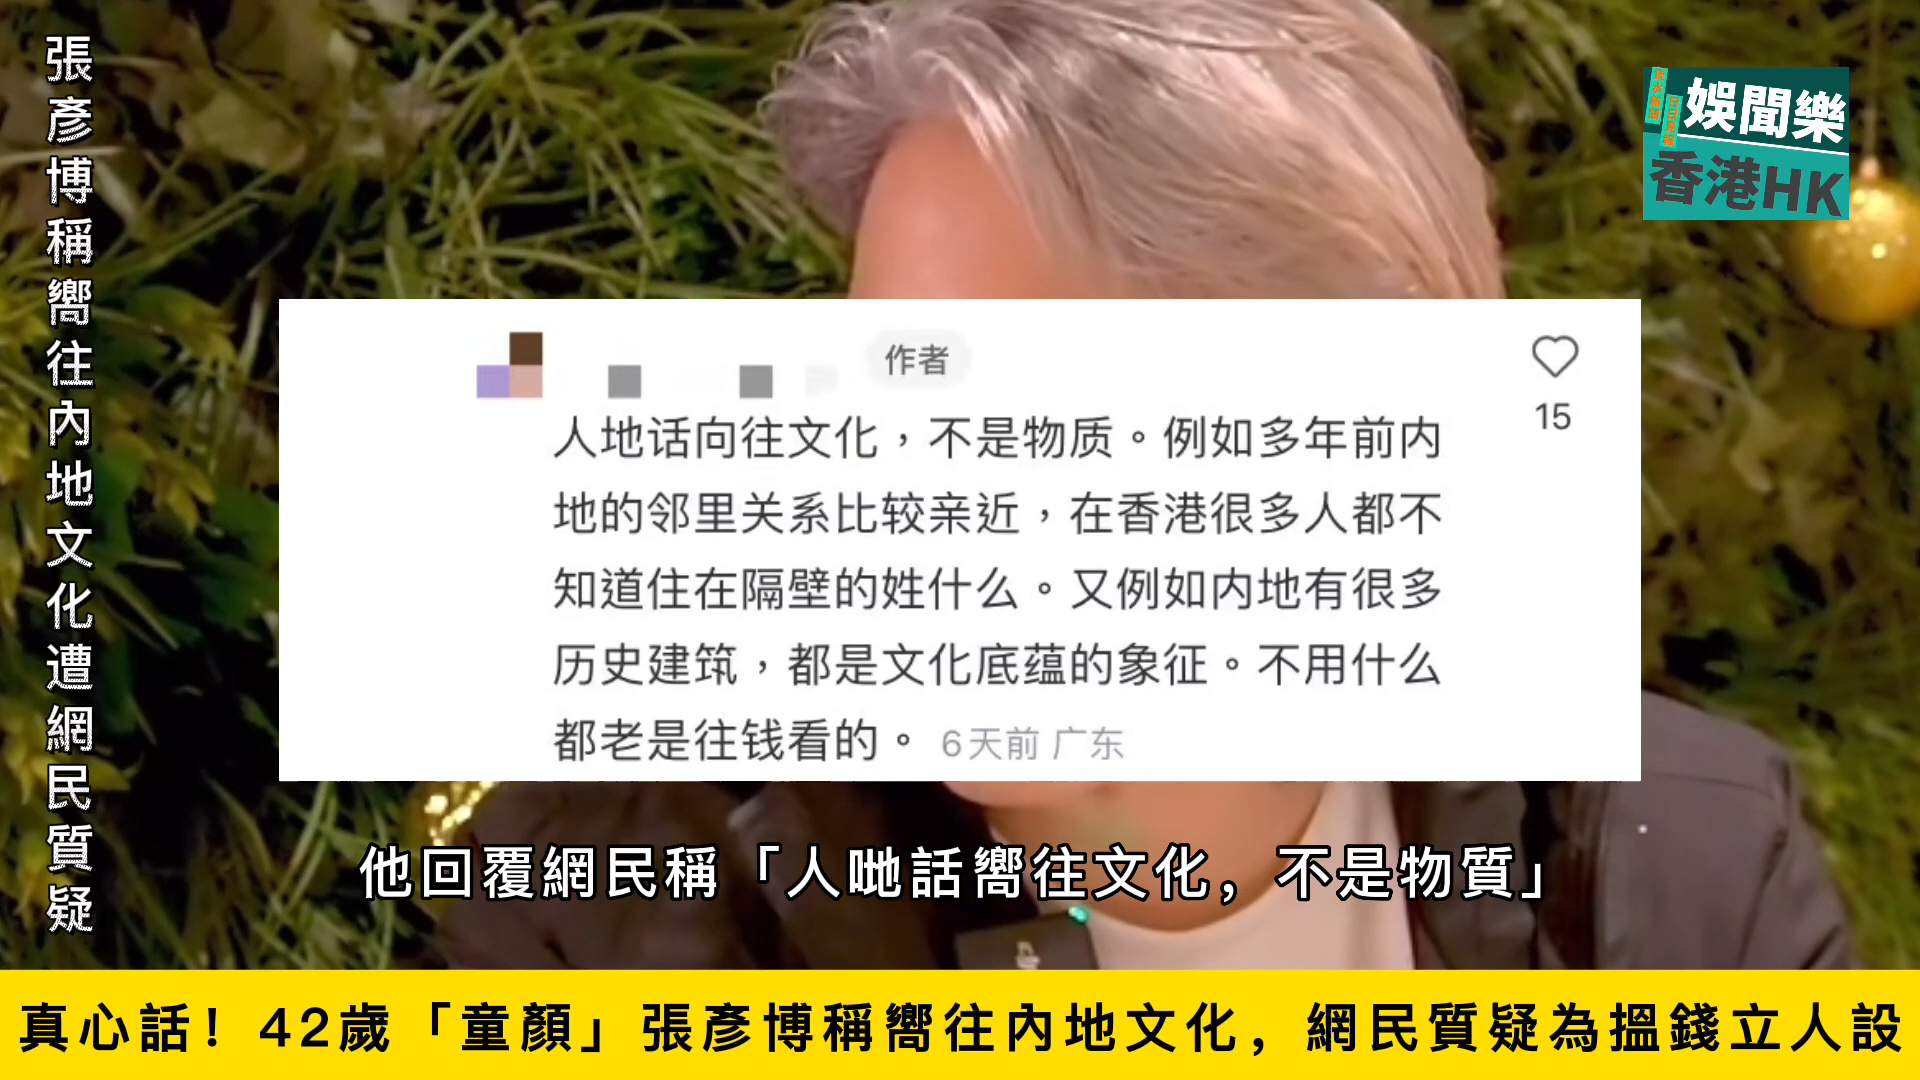 張彥博稱嚮往內地文化遭網民質疑
娛聞樂
香港HK
作者
15
人地话向往文化，不是物质。例如多年前内
地的邻里关系比较亲近，在香港很多人都不
知道住在隔壁的姓什么。又例如内地有很多
历史建筑，都是文化底蕴的象征。不用什么
都老是往钱看的。 6天前 广东
他回覆網民稱「人哋話嚮往文化，不是物質」
真心話！42歲「童顏」張彥博稱嚮往內地文化，網民質疑為搵錢立人設